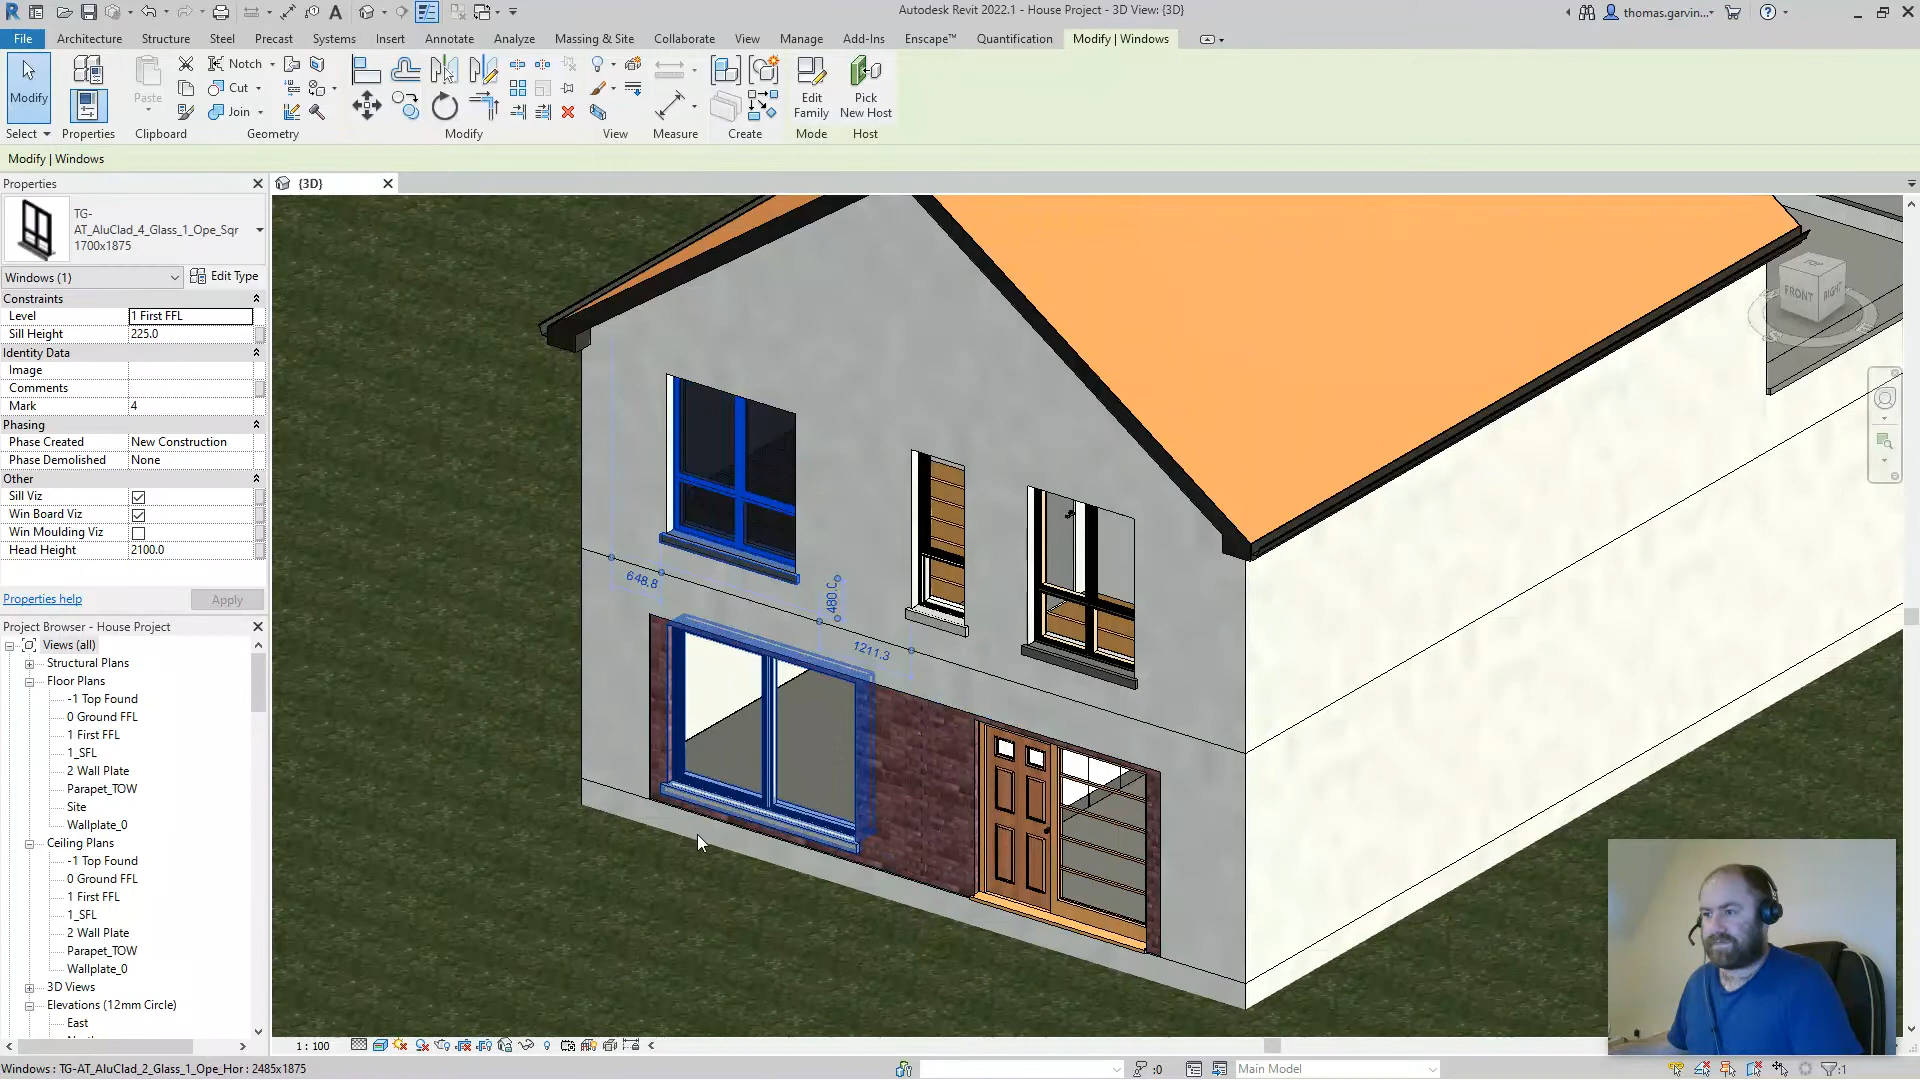 Autodesk Revit 2022.1 - House Project - 3D View: {3D}
thomas.garvin...
File Architecture Structure Steel Precast Systems Insert Annotate Analyze Massing & Site Collaborate View Manage Add-Ins Enscape™ Quantification Modify | Windows
Modify
Paste
Notch
Cut
Join
Edit
Family
Pick
New Host
Select Properties Clipboard Geometry Modify View Measure Create Mode Host
Modify | Windows
Properties
{3D}
TG-
AT_AluClad_4_Glass_1_Ope_Sqr
1700x1875
Windows (1)
Edit Type
Constraints
Level 1 First FFL
Sill Height 225.0
Identity Data
Image
Comments
Mark 4
Phasing
Phase Created New Construction
Phase Demolished None
Other
Sill Viz
Win Board Viz
Win Moulding Viz
Head Height 2100.0
Properties help
Apply
Project Browser - House Project
Views (all)
Structural Plans
Floor Plans
-1 Top Found
0 Ground FFL
1 First FFL
1_SFL
2 Wall Plate
Parapet_TOW
Site
Wallplate_0
Ceiling Plans
-1 Top Found
0 Ground FFL
1 First FFL
1_SFL
2 Wall Plate
Parapet_TOW
Wallplate_0
3D Views
Elevations (12mm Circle)
East
TOP
FRONT
RIGHT
648.8
480.0
1211.3
1 : 100
Windows : TG-AT_AluClad_2_Glass_1_Ope_Hor : 2485x1875
:0
Main Model
:1